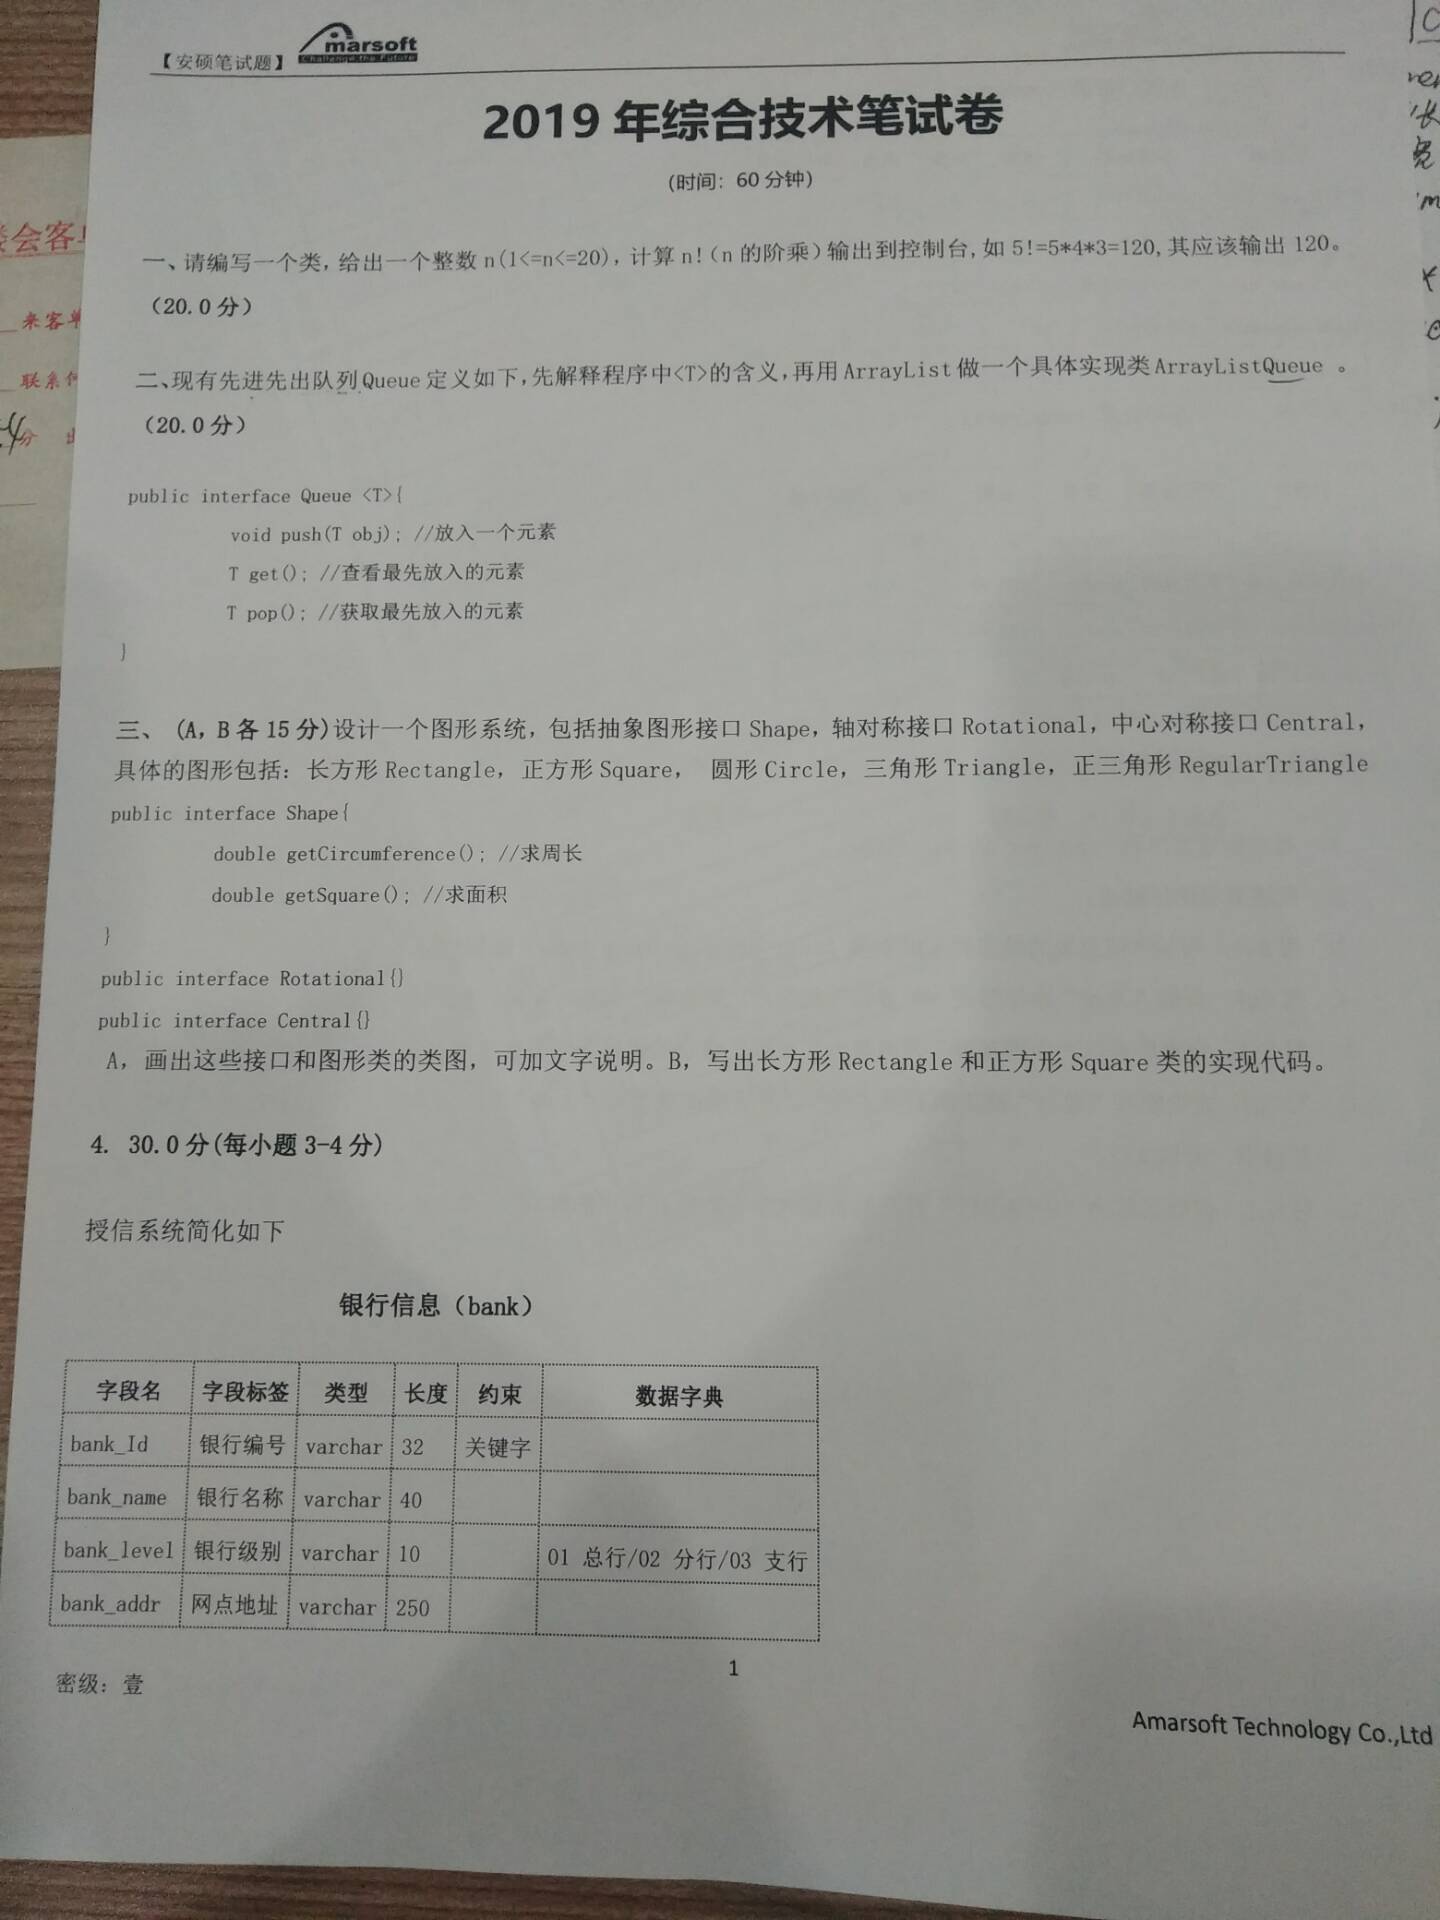 【安硕笔试题】 marsoft
Challenge the Future
2019 年综合技术笔试卷
(时间: 60 分钟)
一、请编写一个类, 给出一个整数 n(1<=n<=20), 计算 n!(n 的阶乘)输出到控制台, 如 5!=5*4*3=120, 其应该输出 120。
(20.0 分)
二、现有先进先出队列 Queue 定义如下, 先解释程序中<T>的含义, 再用 ArrayList 做一个具体实现类 ArrayListQueue 。
(20.0 分)
public interface Queue <T>{
void push(T obj); //放入一个元素
T get(); //查看最先放入的元素
T pop(); //获取最先放入的元素
}
三、 (A, B 各 15 分)设计一个图形系统, 包括抽象图形接口 Shape, 轴对称接口 Rotational, 中心对称接口 Central,
具体的图形包括: 长方形 Rectangle, 正方形 Square, 圆形 Circle, 三角形 Triangle, 正三角形 RegularTriangle
public interface Shape{
double getCircumference(); //求周长
double getSquare(); //求面积
}
public interface Rotational{}
public interface Central{}
A, 画出这些接口和图形类的类图, 可加文字说明。B, 写出长方形 Rectangle 和正方形 Square 类的实现代码。
4. 30.0 分(每小题 3-4 分)
授信系统简化如下
银行信息（bank）
字段名 字段标签 类型 长度 约束 数据字典
bank_Id 银行编号 varchar 32 关键字
bank_name 银行名称 varchar 40
bank_level 银行级别 varchar 10 01 总行/02 分行/03 支行
bank_addr 网点地址 varchar 250
1
密级: 壹
Amarsoft Technology Co.,Ltd
会客
来客单
联系
分